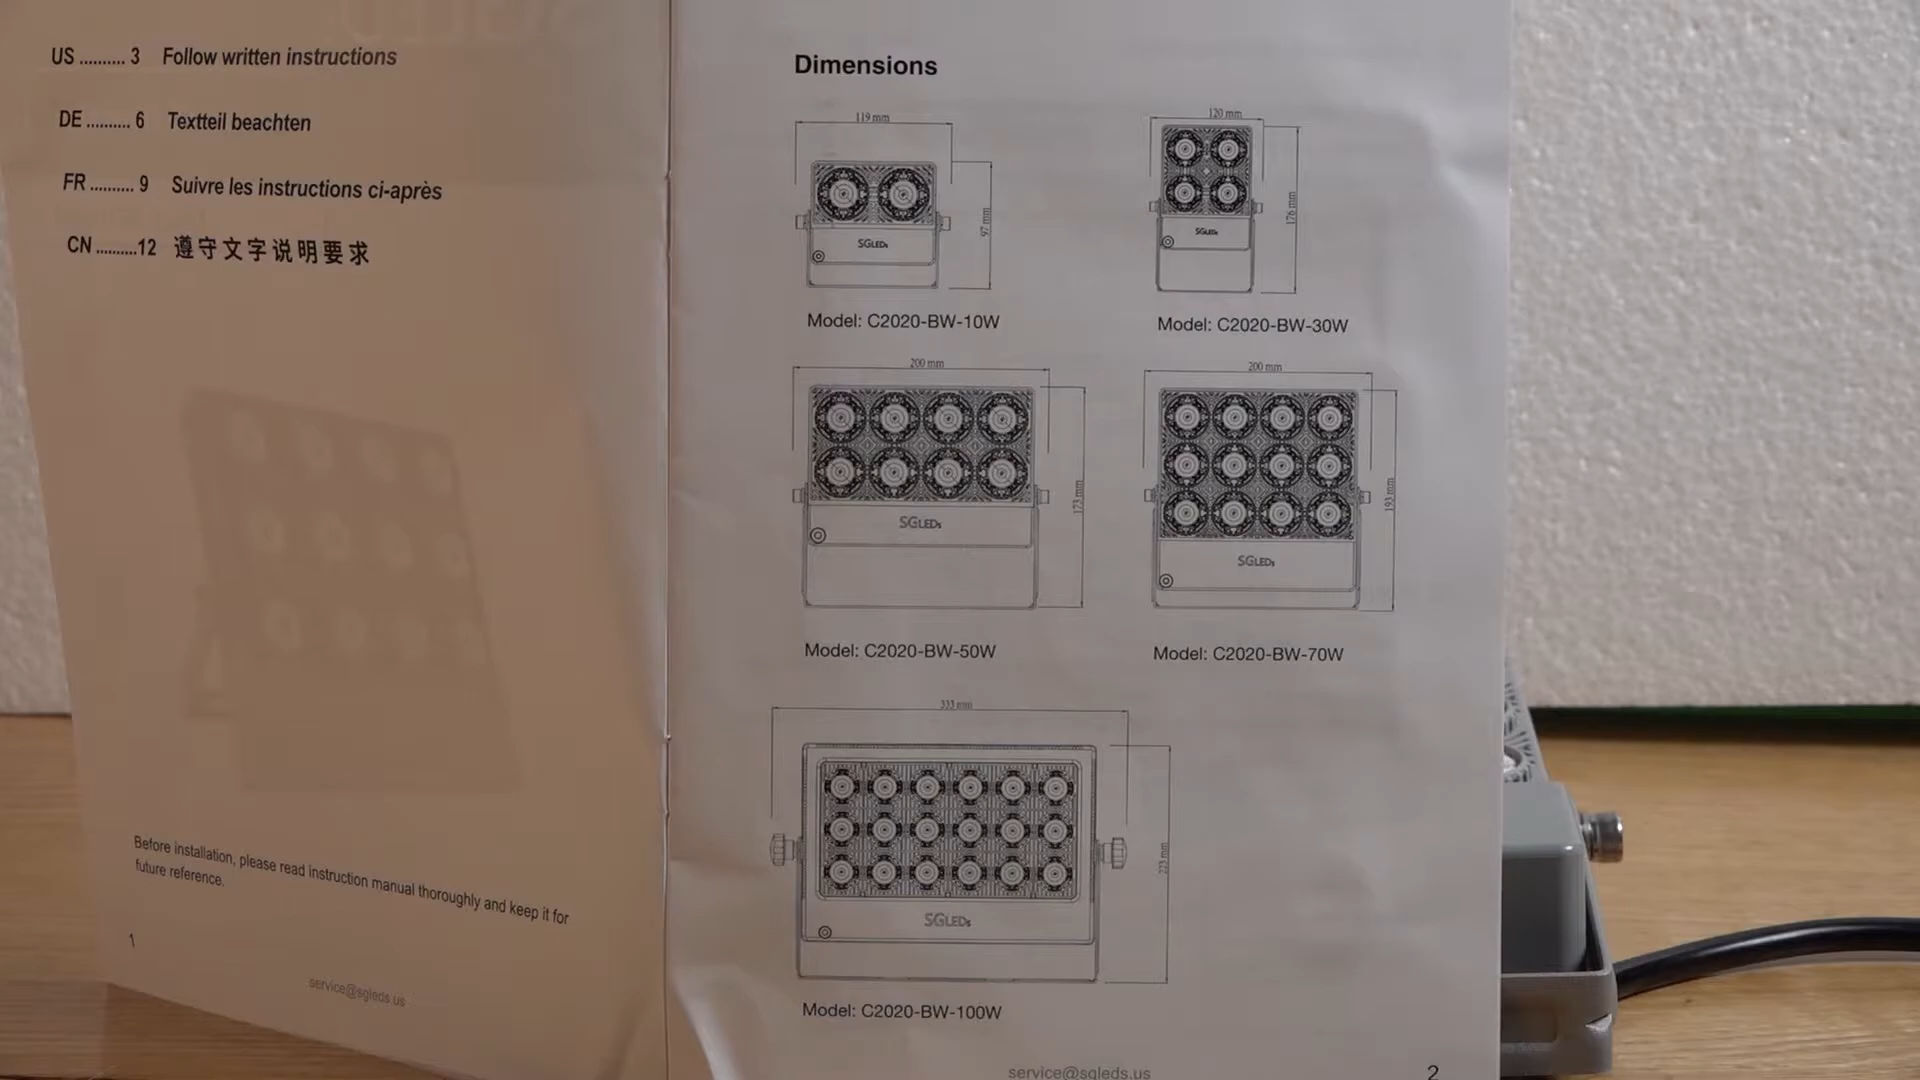 US .......... 3 Follow written instructions
DE .......... 6 Textteil beachten
FR .......... 9 Suivre les instructions ci-après
CN .........12 遵守文字说明要求
Before installation, please read instruction manual thoroughly and keep it for
future reference.
1
service@sgleds.us
Dimensions
119 mm
97 mm
SGLEDs
Model: C2020-BW-10W
120 mm
176 mm
SGLEDs
Model: C2020-BW-30W
200 mm
173 mm
SGLEDs
Model: C2020-BW-50W
200 mm
193 mm
SGLEDs
Model: C2020-BW-70W
333 mm
223 mm
SGLEDs
Model: C2020-BW-100W
service@sgleds.us
2